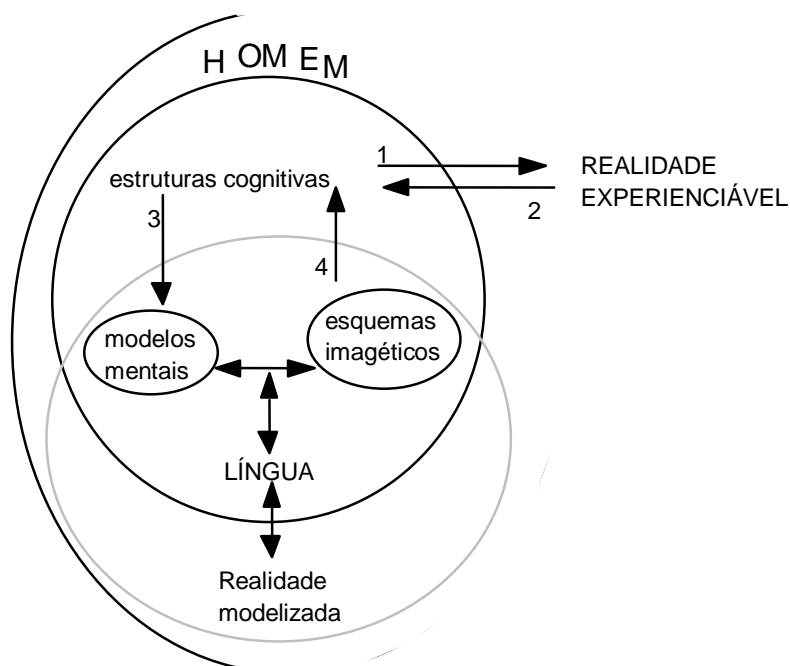 HOMEM
1
REALIDADE
EXPERIENCIÁVEL
estruturas cognitivas
2
3
4
modelos
mentais
esquemas
imagéticos
LÍNGUA
Realidade
modelizada